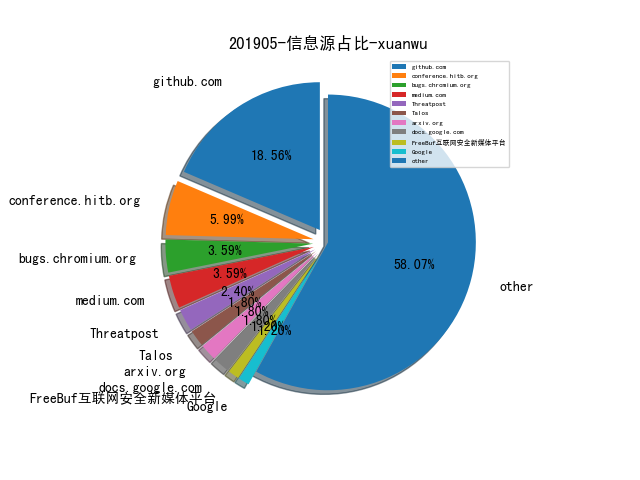 201905-信息源占比-xuanwu
github.com
conference.hitb.org
bugs.chromium.org
medium.com
Threatpost
Talos
arxiv.org
docs.google.com
FreeBuf互联网安全新媒体平台
Google
other
github.com
18.56%
conference.hitb.org
5.99%
bugs.chromium.org
3.59%
medium.com
3.59%
Threatpost
2.40%
Talos
1.80%
arxiv.org
1.80%
docs.google.com
1.80%
FreeBuf互联网安全新媒体平台
1.20%
Google
1.20%
other
58.07%